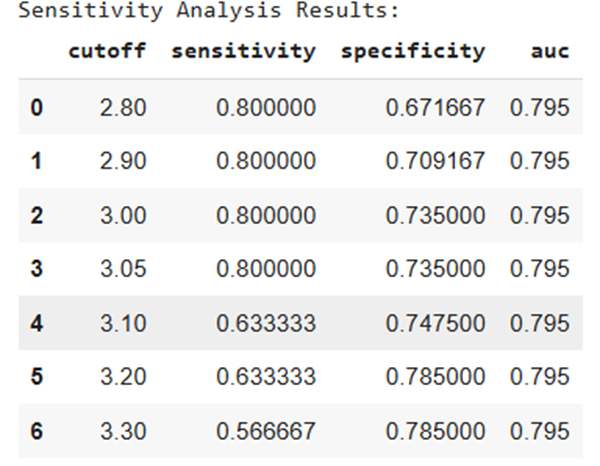 Sensitivity Analysis Results:
cutoff sensitivity specificity auc
0 2.80 0.800000 0.671667 0.795
1 2.90 0.800000 0.709167 0.795
2 3.00 0.800000 0.735000 0.795
3 3.05 0.800000 0.735000 0.795
4 3.10 0.633333 0.747500 0.795
5 3.20 0.633333 0.785000 0.795
6 3.30 0.566667 0.785000 0.795